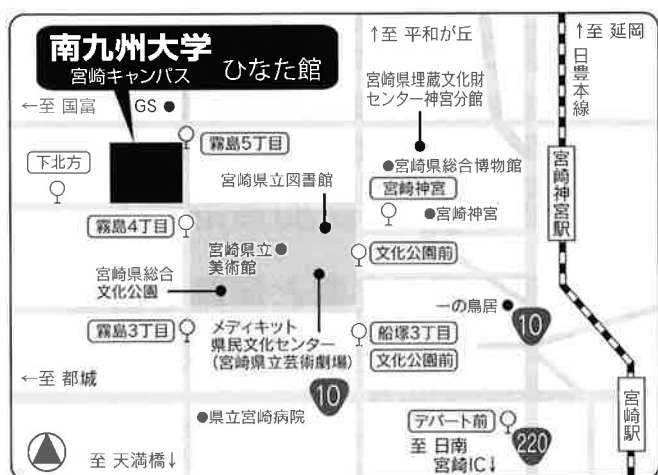 南九州大学
宮崎キャンパス ひなた館
↑至 平和が丘
↑至 延岡
日豊本線
←至 国富
GS
宮崎県埋蔵文化財
センター神宮分館
霧島5丁目
下北方
宮崎県総合博物館
宮崎県立図書館
宮崎神宮
宮崎神宮
宮崎神宮駅
霧島4丁目
宮崎県立
美術館
文化公園前
宮崎県総合
文化公園
一の鳥居
10
霧島3丁目
メディキット
県民文化センター
(宮崎県立芸術劇場)
船塚3丁目
文化公園前
←至 都城
10
宮崎駅
県立宮崎病院
デパート前
至 天満橋↓
至 日南
宮崎IC↓
220